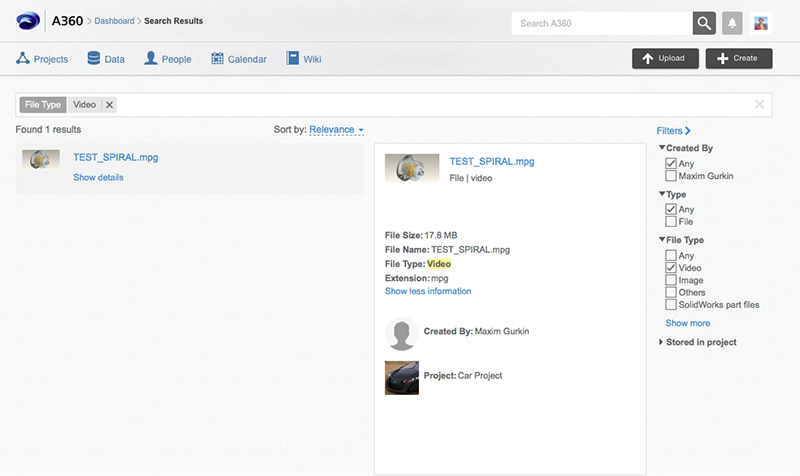 A360 > Dashboard > Search Results
Search A360
Projects Data People Calendar Wiki
Upload
Create
File Type Video
Found 1 results
Sort by: Relevance
TEST_SPIRAL.mpg
Show details
TEST_SPIRAL.mpg
File | video
File Size: 17.8 MB
File Name: TEST_SPIRAL.mpg
File Type: Video
Extension: mpg
Show less information
Created By: Maxim Gurkin
Project: Car Project
Filters
Created By
Any
Maxim Gurkin
Type
Any
File
File Type
Any
Video
Image
Others
SolidWorks part files
Show more
Stored in project